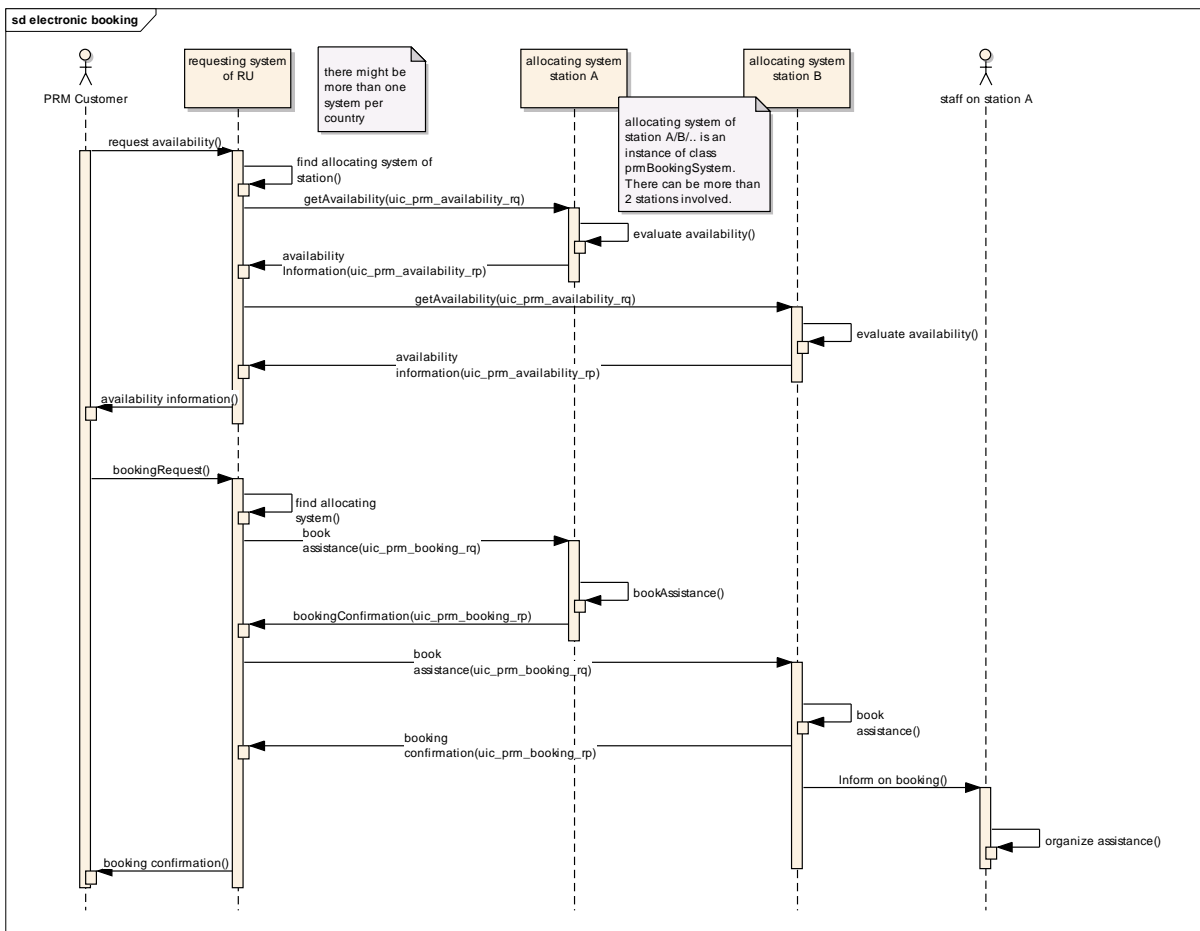 sd electronic booking
PRM Customer
requesting system
of RU
there might be
more than one
system per
country
allocating system
station A
allocating system
station B
allocating system of
station A/B/.. is an
instance of class
prmBookingSystem.
There can be more than
2 stations involved.
staff on station A
request availability()
find allocating system of
station()
getAvailability(uic_prm_availability_rq)
evaluate availability()
availability
Information(uic_prm_availability_rp)
getAvailability(uic_prm_availability_rq)
evaluate availability()
availability
information(uic_prm_availability_rp)
availability information()
bookingRequest()
find allocating
system()
book
assistance(uic_prm_booking_rq)
bookAssistance()
bookingConfirmation(uic_prm_booking_rp)
book
assistance(uic_prm_booking_rq)
book
assistance()
booking
confirmation(uic_prm_booking_rp)
Inform on booking()
organize assistance()
booking confirmation()